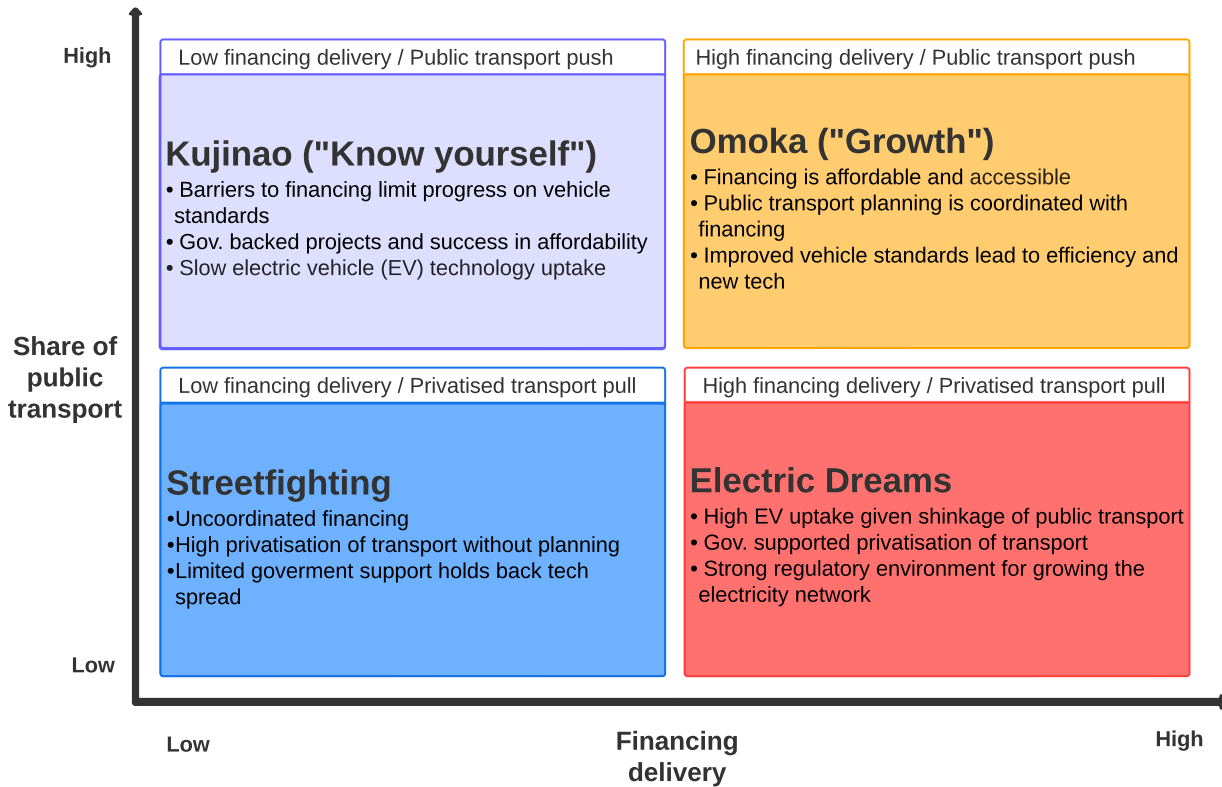 High
Low financing delivery / Public transport push
High financing delivery / Public transport push
Kujinao ("Know yourself")
• Barriers to financing limit progress on vehicle
standards
• Gov. backed projects and success in affordability
• Slow electric vehicle (EV) technology uptake
Omoka ("Growth")
• Financing is affordable and accessible
• Public transport planning is coordinated with
financing
• Improved vehicle standards lead to efficiency and
new tech
Share of
public
transport
Low financing delivery / Privatised transport pull
High financing delivery / Privatised transport pull
Streetfighting
•Uncoordinated financing
•High privatisation of transport without planning
•Limited goverment support holds back tech
spread
Electric Dreams
• High EV uptake given shinkage of public transport
• Gov. supported privatisation of transport
• Strong regulatory environment for growing the
electricity network
Low
Low
Financing
delivery
High